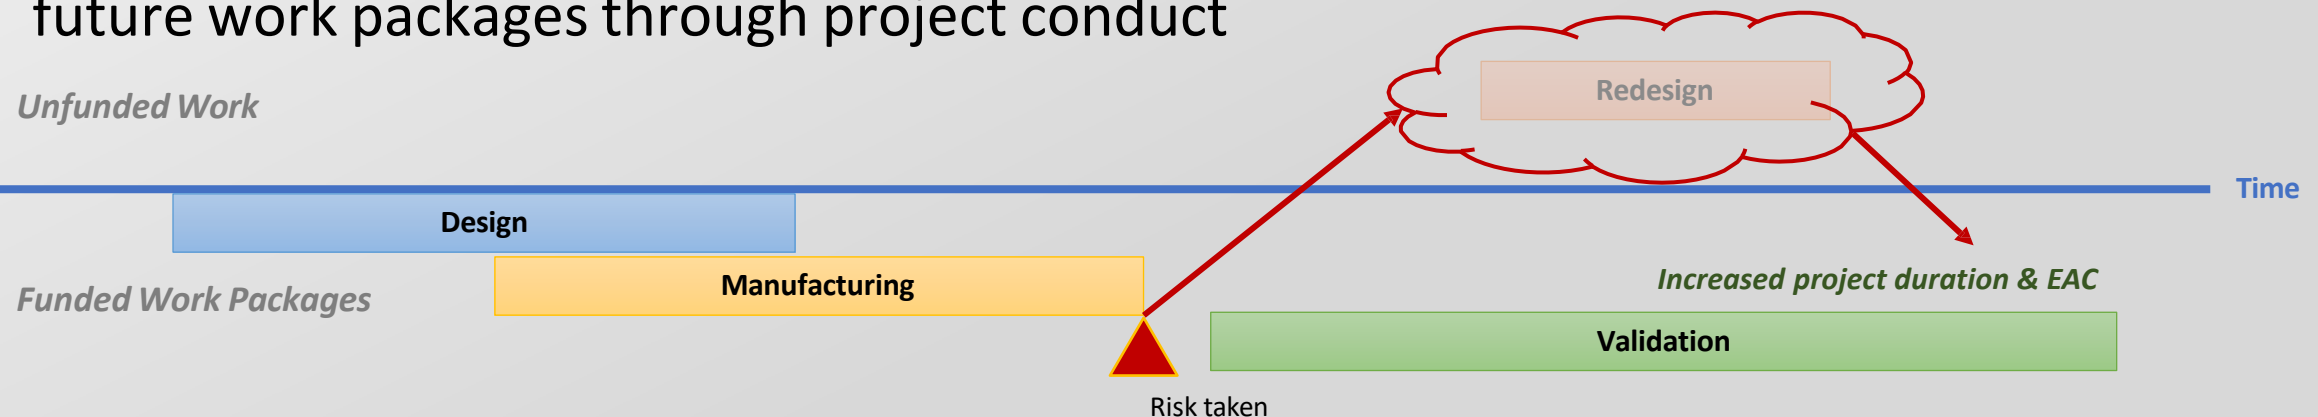 future work packages through project conduct
Redesign
Unfunded Work
Time
Design
Manufacturing
Funded Work Packages
Increased project duration & EAC
Validation
Risk taken